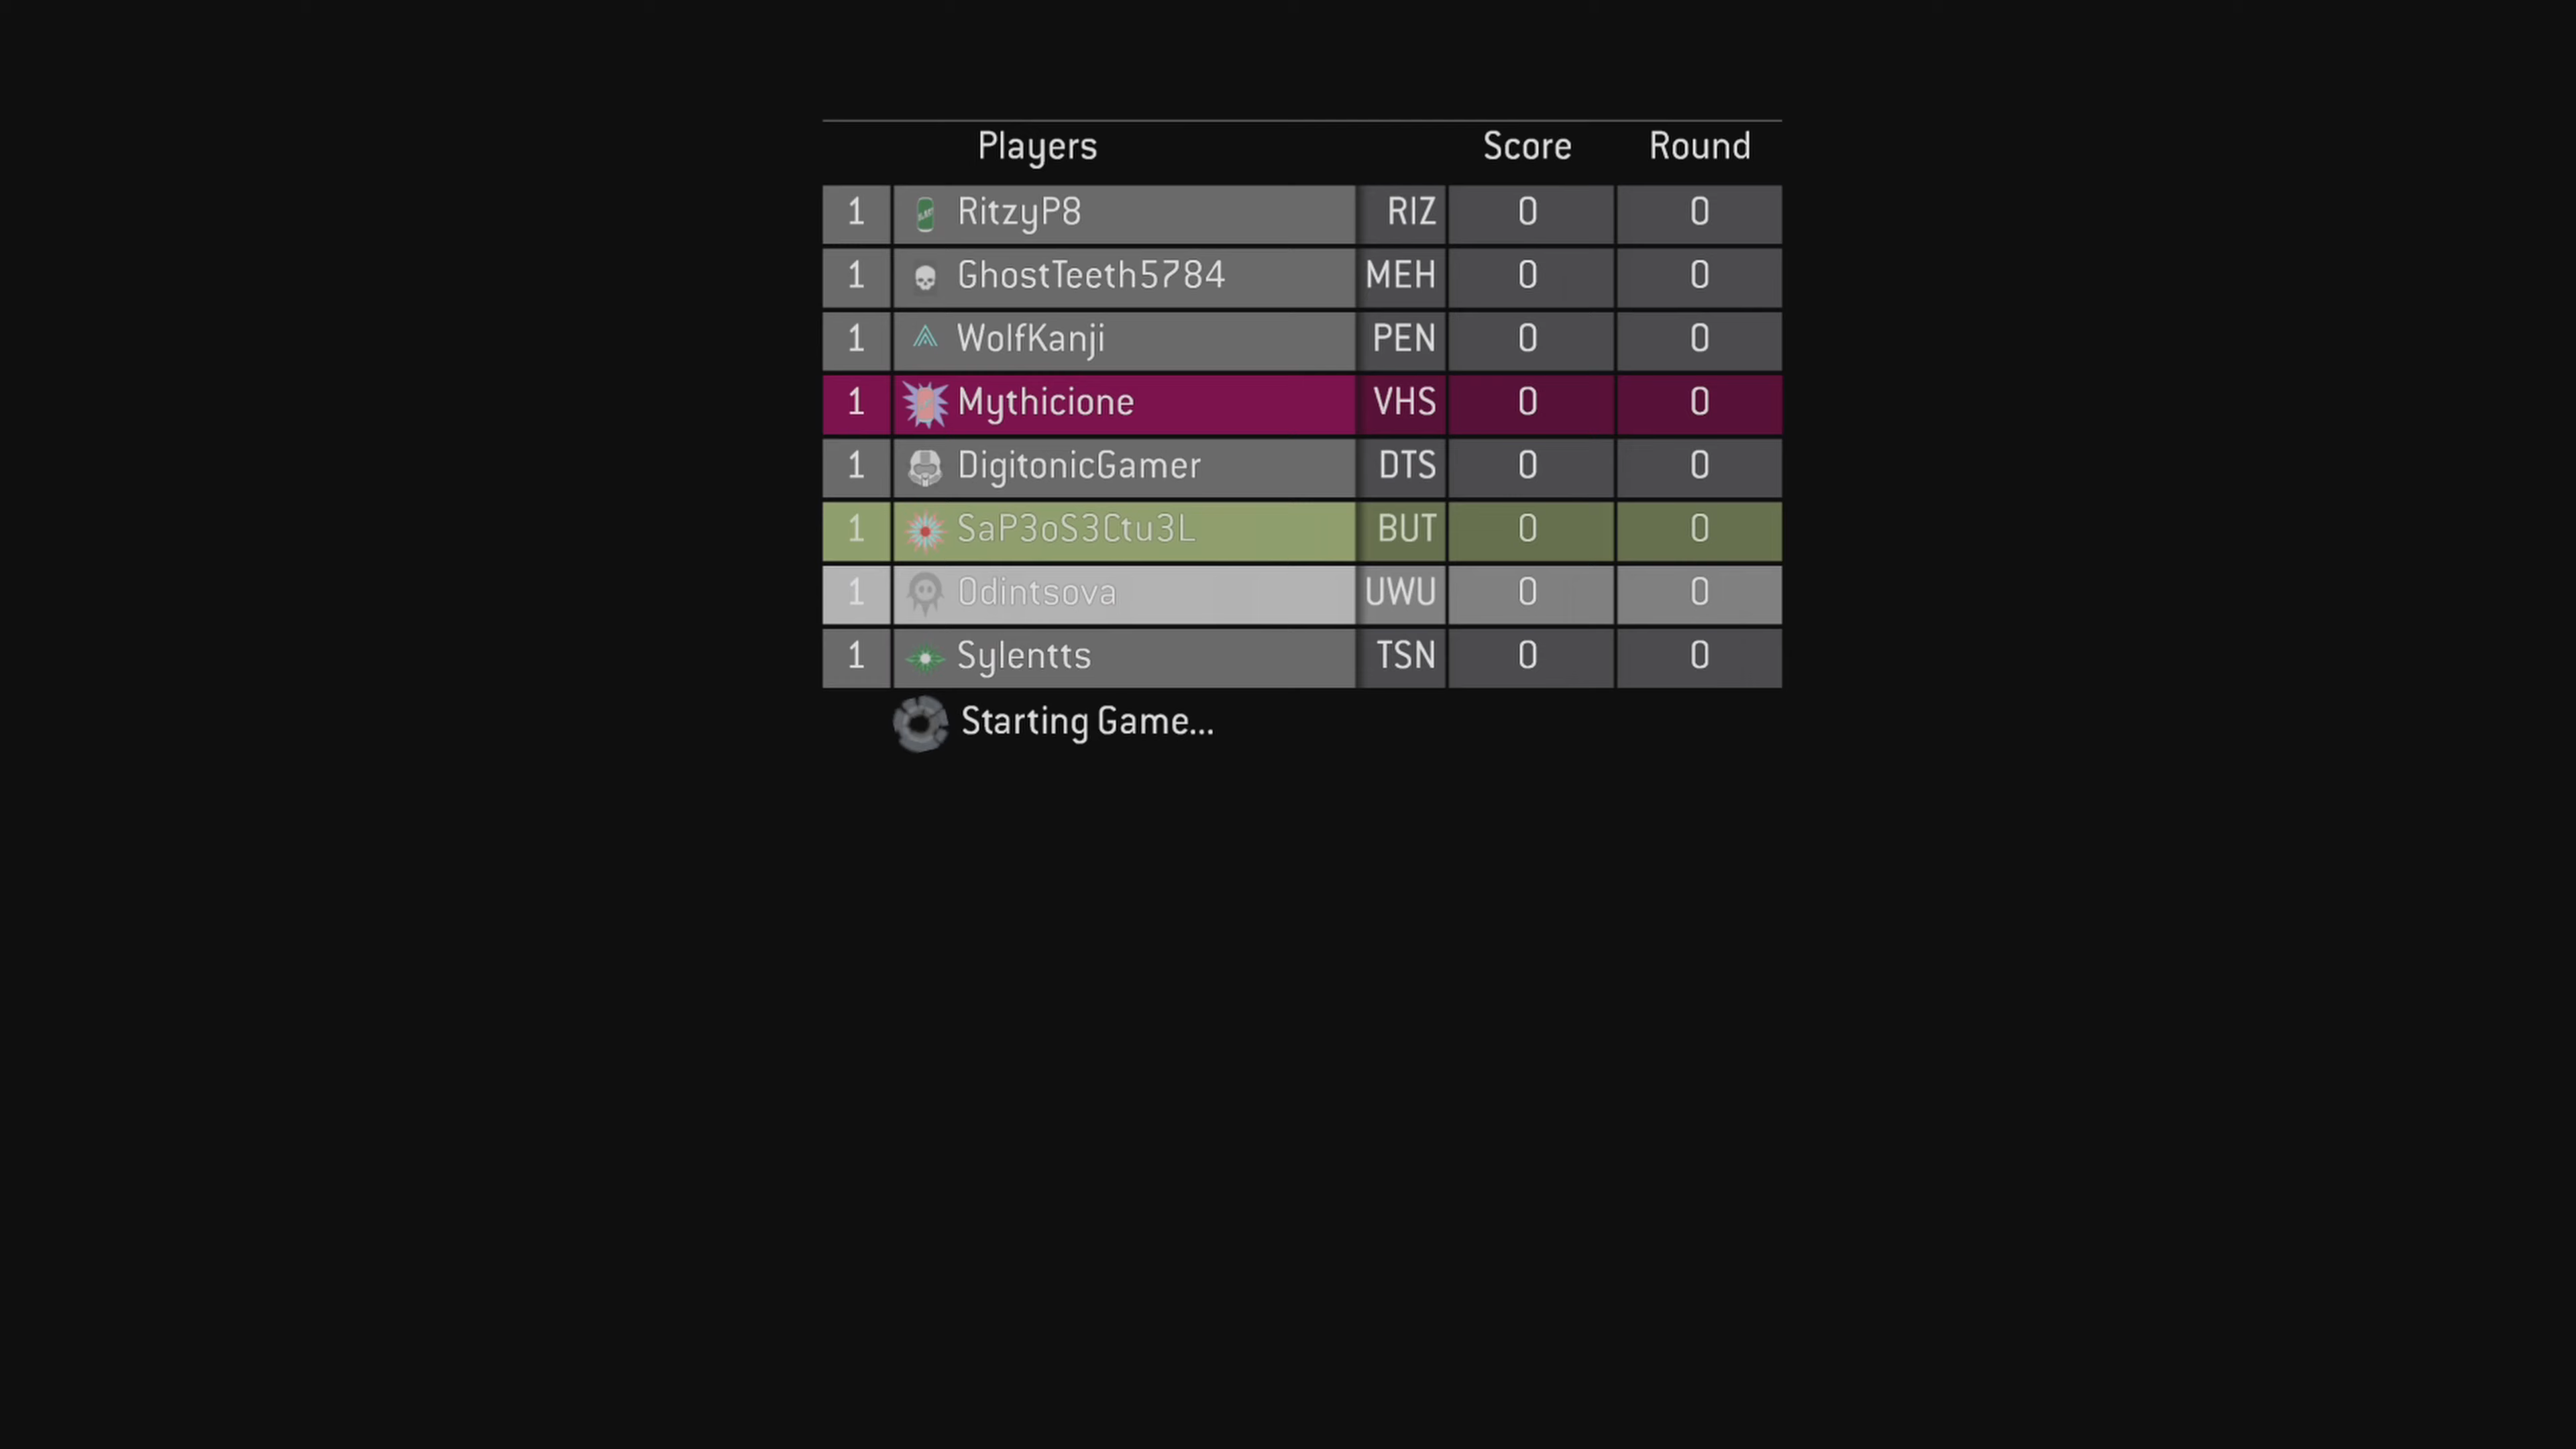 Players Score Round
1 RitzyP8 RIZ 0 0
1 GhostTeeth5784 MEH 0 0
1 WolfKanji PEN 0 0
1 Mythicione VHS 0 0
1 DigitonicGamer DTS 0 0
1 SaP3oS3Ctu3L BUT 0 0
1 Odintsova UWU 0 0
1 Sylentts TSN 0 0
Starting Game...